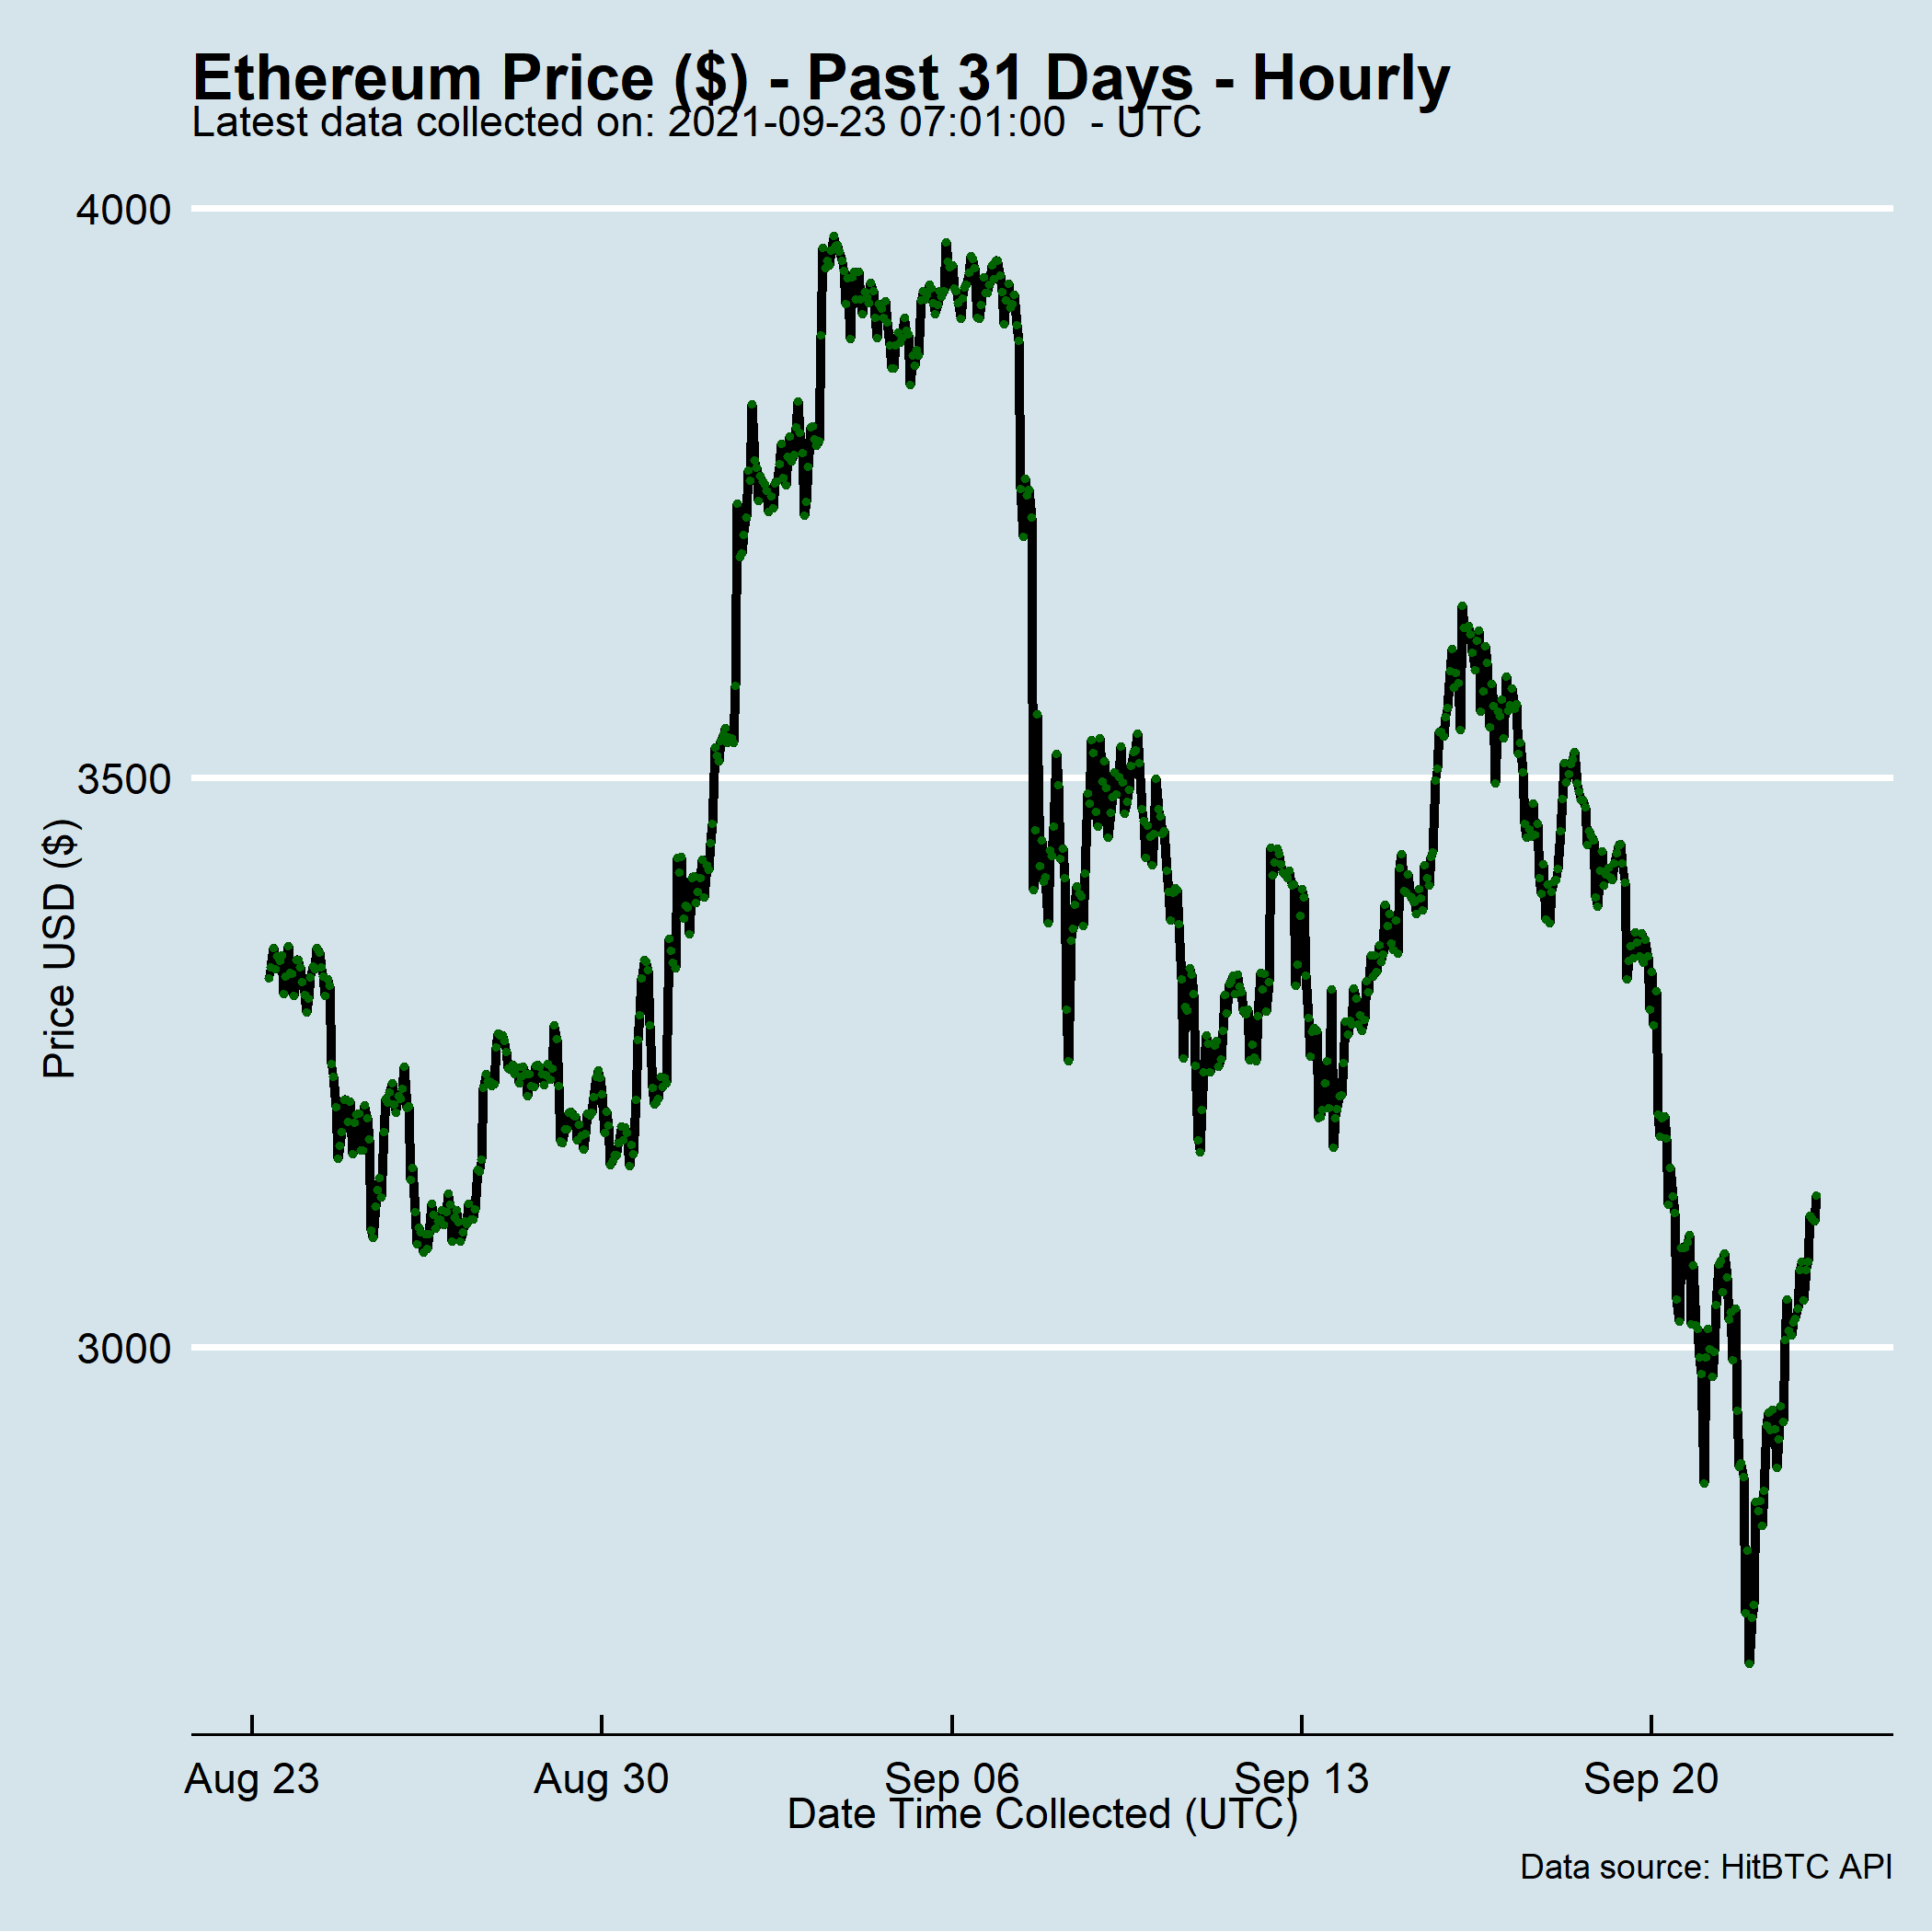 Ethereum Price ($) - Past 31 Days - Hourly
Latest data collected on: 2021-09-23 07:01:00  - UTC
4000
3500
3000
Price USD ($)
Aug 23
Aug 30
Sep 06
Sep 13
Sep 20
Date Time Collected (UTC)
Data source: HitBTC API